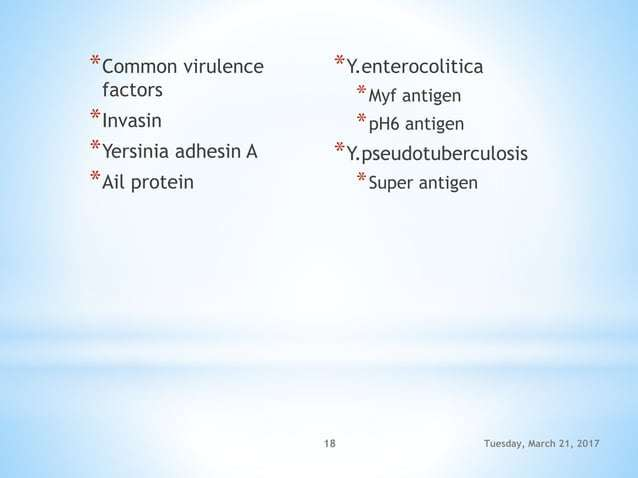 *Common virulence
factors
*Invasin
*Yersinia adhesin A
*Ail protein
*Y.enterocolitica
*Myf antigen
*pH6 antigen
*Y.pseudotuberculosis
*Super antigen
18
Tuesday, March 21, 2017